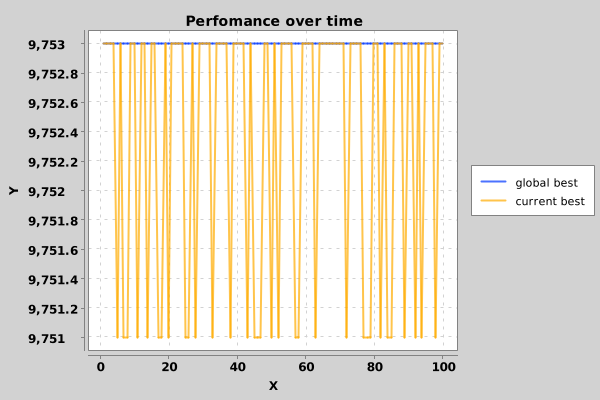 Perfomance over time
9,753
9,752.8
9,752.6
9,752.4
9,752.2
9,752
9,751.8
9,751.6
9,751.4
9,751.2
9,751
Y
0 20 40 60 80 100
X
global best
current best